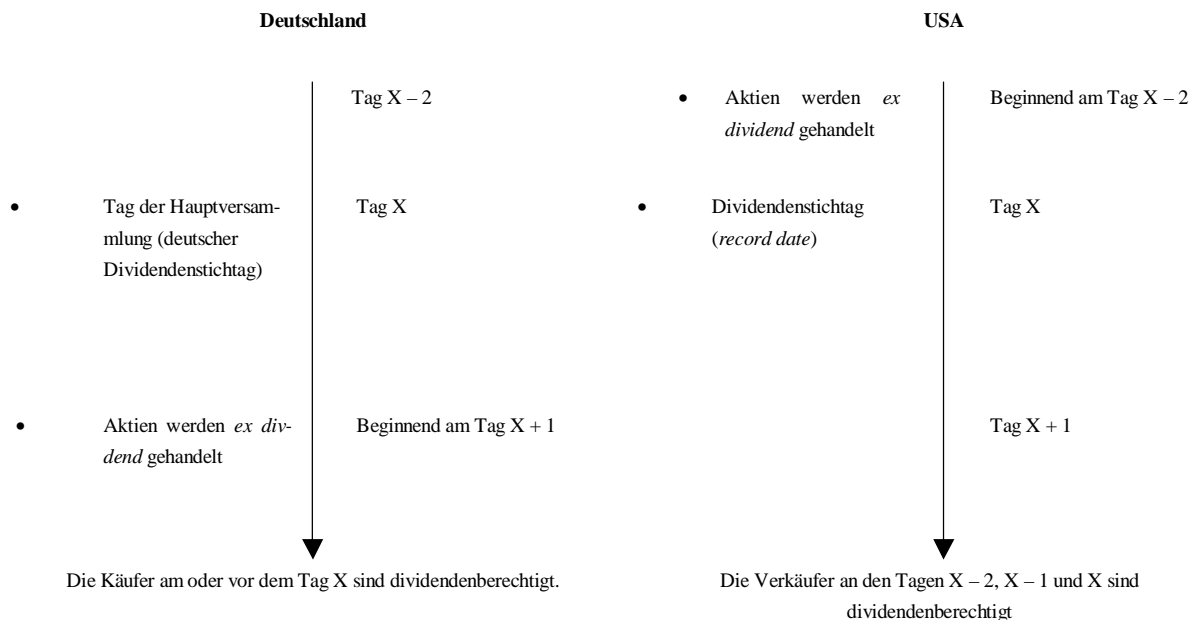 Deutschland
Tag X – 2
• Tag der Hauptversam-
mlung (deutscher
Dividendenstichtag)
Tag X
• Aktien werden ex div-
dend gehandelt
Beginnend am Tag X + 1
Die Käufer am oder vor dem Tag X sind dividendenberechtigt.
USA
• Aktien werden ex
dividend gehandelt
Beginnend am Tag X – 2
• Dividendenstichtag
(record date)
Tag X
Tag X + 1
Die Verkäufer an den Tagen X – 2, X – 1 und X sind
dividendenberechtigt